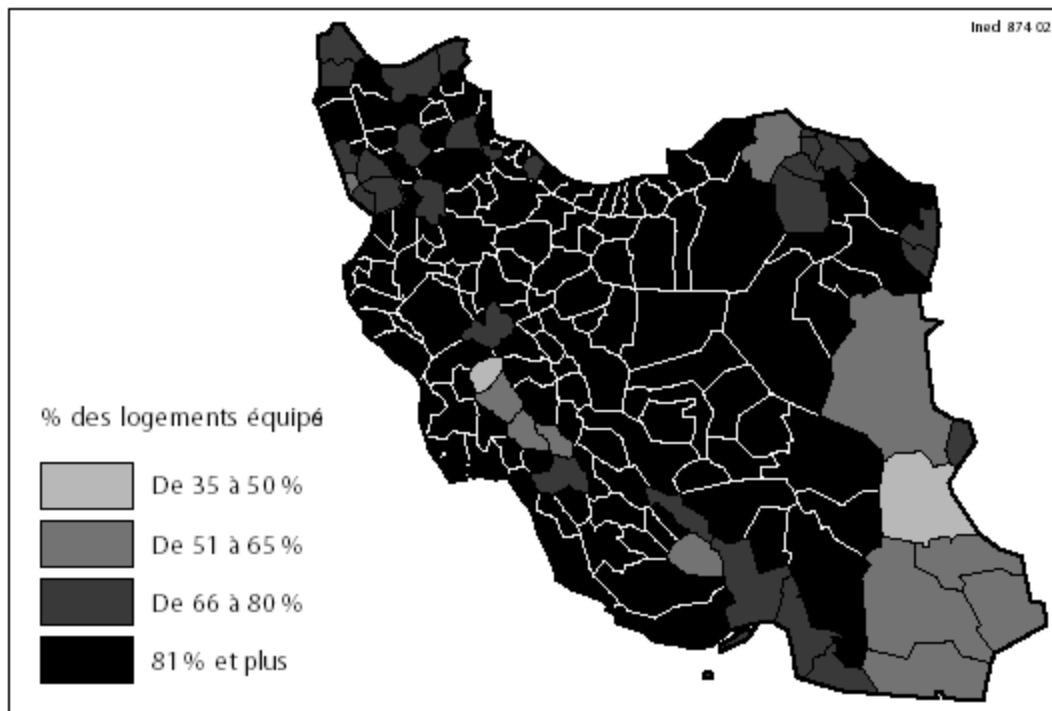 Ined 874 02
% des logements équipé
De 35 à 50 %
De 51 à 65 %
De 66 à 80 %
81 % et plus